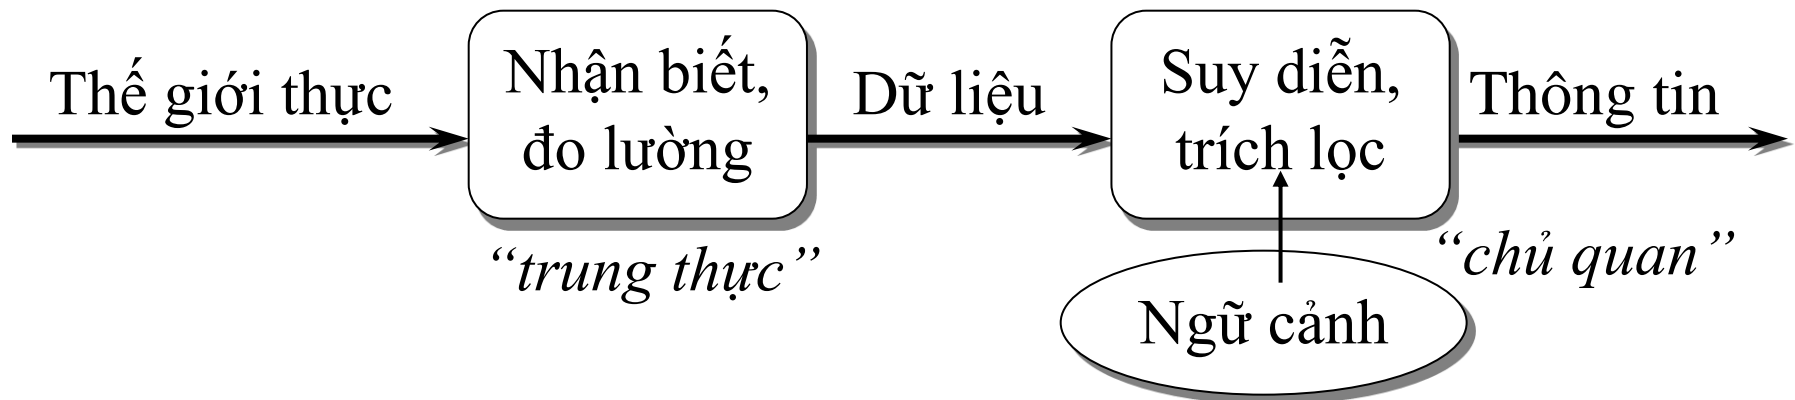 Thế giới thực
Nhận biết,
đo lường
Dữ liệu
Suy diễn,
trích lọc
Thông tin
“trung thực”
“chủ quan”
Ngữ cảnh